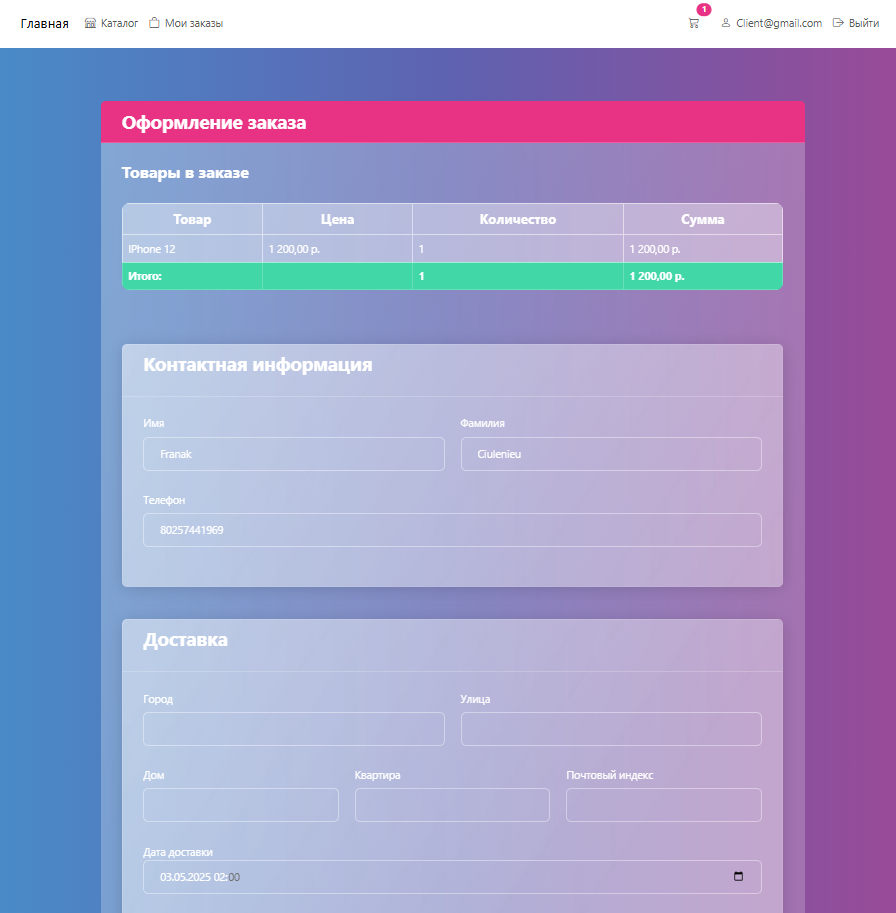 Главная Каталог Мои заказы 1 Client@gmail.com Выйти
Оформление заказа
Товары в заказе
Товар Цена Количество Сумма
IPhone 12 1 200,00 р. 1 1 200,00 р.
Итого: 1 1 200,00 р.
Контактная информация
Имя Фамилия
Franak Ciulenieu
Телефон
80257441969
Доставка
Город Улица
Дом Квартира Почтовый индекс
Дата доставки
03.05.2025 02:00